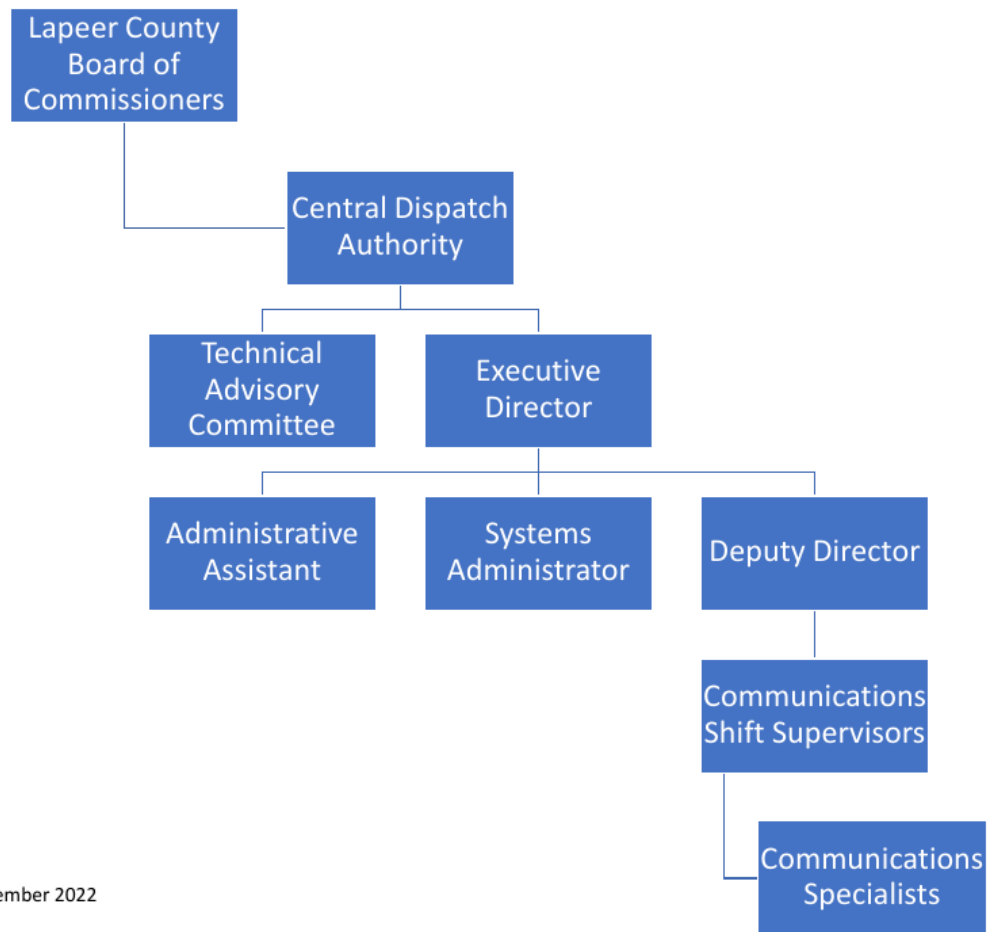 Lapeer County
Board of
Commissioners
Central Dispatch
Authority
Technical
Advisory
Committee
Executive
Director
Administrative
Assistant
Systems
Administrator
Deputy Director
Communications
Shift Supervisors
Communications
Specialists
2022